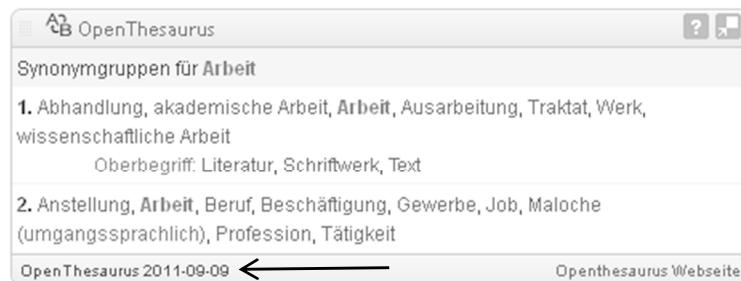 OpenThesaurus ?
Synonymgruppen für Arbeit
1. Abhandlung, akademische Arbeit, Arbeit, Ausarbeitung, Traktat, Werk,
wissenschaftliche Arbeit
Oberbegriff: Literatur, Schriftwerk, Text
2. Anstellung, Arbeit, Beruf, Beschäftigung, Gewerbe, Job, Maloche
(umgangssprachlich), Profession, Tätigkeit
OpenThesaurus 2011-09-09 Openthesaurus Webseite